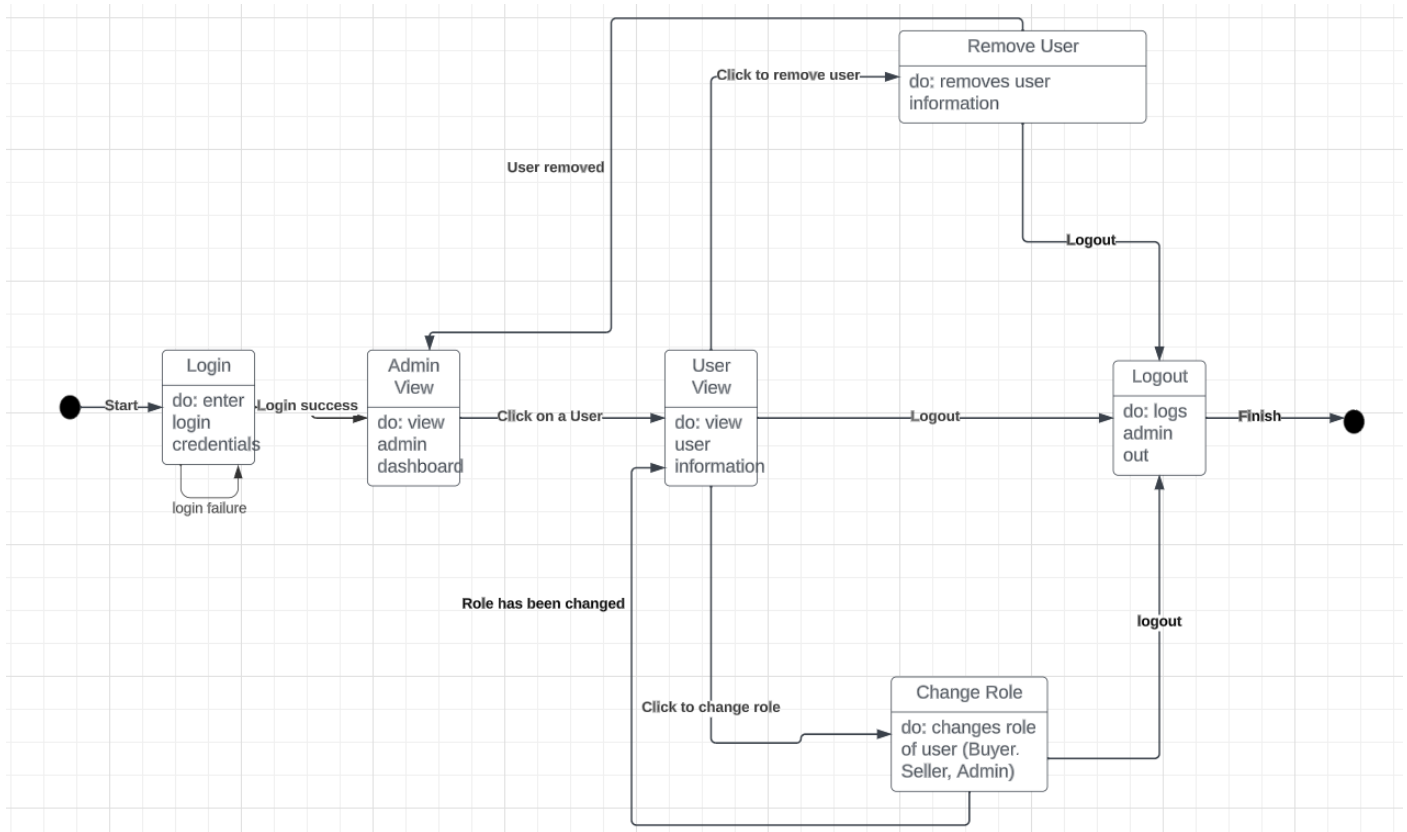 Remove User
do: removes user
information
Click to remove user
User removed
Logout
Login
do: enter
login
credentials
login failure
Start
Login success
Admin
View
do: view
admin
dashboard
Click on a User
User
View
do: view
user
information
Logout
Logout
do: logs
admin
out
Finish
Role has been changed
logout
Click to change role
Change Role
do: changes role
of user (Buyer.
Seller, Admin)